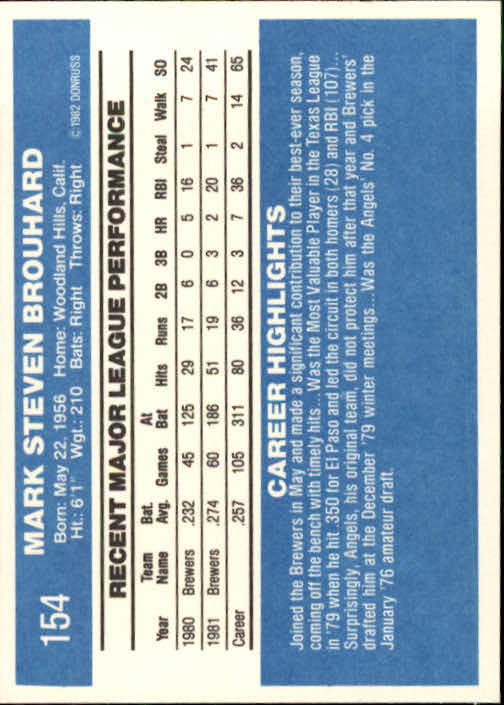 154
MARK STEVEN BROUHARD
Born: May 22, 1956 Home: Woodland Hills, Calif.
Ht.: 6'1" Wgt.: 210 Bats: Right Throws: Right
© 1982 DONRUSS
RECENT MAJOR LEAGUE PERFORMANCE
Year Team Name Bat. Avg. Games At Bat Hits Runs 2B 3B HR RBI Steal Walk SO
1980 Brewers .232 45 125 29 17 6 0 5 16 1 7 24
1981 Brewers .274 60 186 51 19 6 3 2 20 1 7 41
Career .257 105 311 80 36 12 3 7 36 2 14 65
CAREER HIGHLIGHTS
Joined the Brewers in May and made a significant contribution to their best-ever season,
coming off the bench with timely hits... Was the Most Valuable Player in the Texas League
in '79 when he hit .350 for El Paso and led the circuit in both homers (28) and RBI (107)...
Surprisingly, Angels, his original team, did not protect him after that year and Brewers'
drafted him at the December '79 winter meetings... Was the Angels' No. 4 pick in the
January '76 amateur draft.